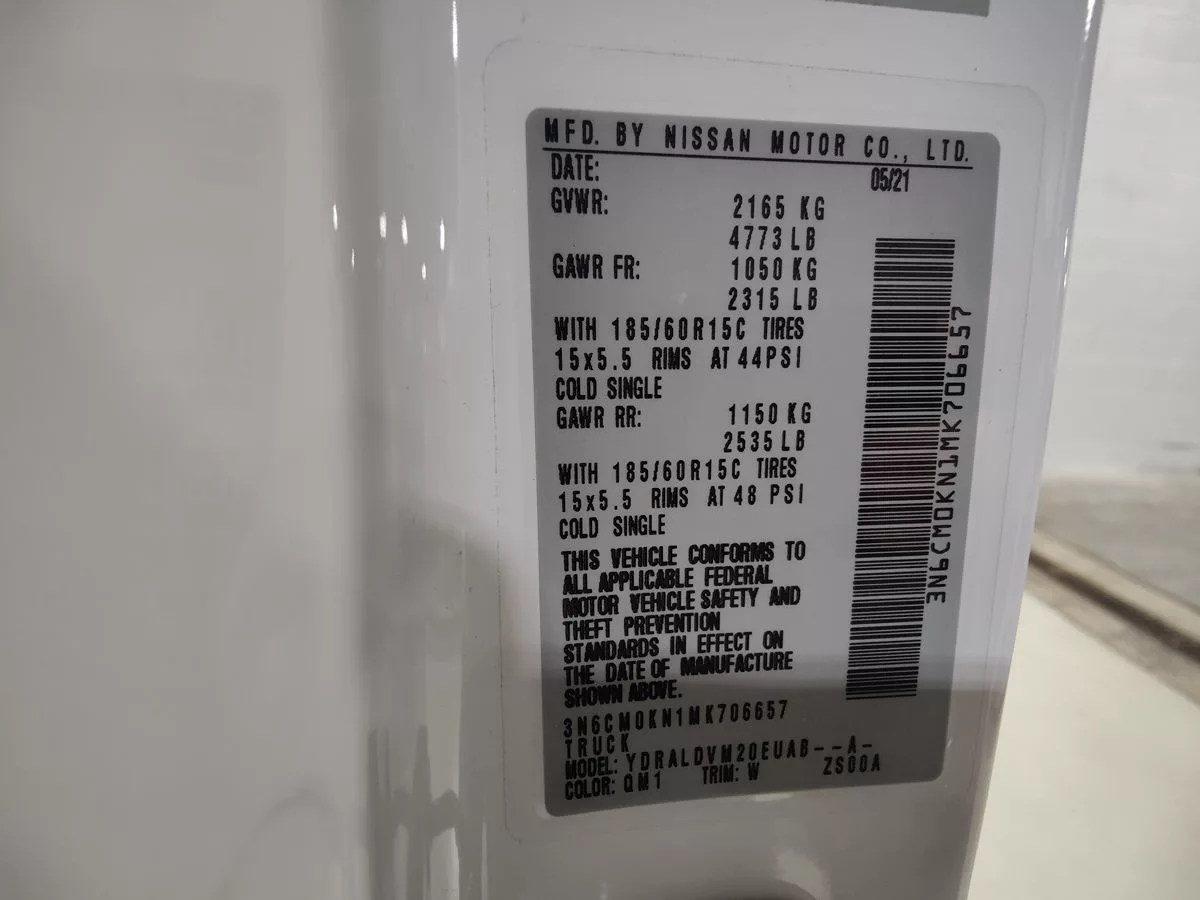 MFD. BY NISSAN MOTOR CO., LTD.
DATE: 05/21
GVWR: 2165 KG
4773 LB
GAWR FR: 1050 KG
2315 LB
WITH 185/60R15C TIRES
15x5.5 RIMS AT 44PSI
COLD SINGLE
GAWR RR: 1150 KG
2535 LB
WITH 185/60R15C TIRES
15x5.5 RIMS AT 48 PSI
COLD SINGLE
THIS VEHICLE CONFORMS TO
ALL APPLICABLE FEDERAL
MOTOR VEHICLE SAFETY AND
THEFT PREVENTION
STANDARDS IN EFFECT ON
THE DATE OF MANUFACTURE
SHOWN ABOVE.
3N6CM0KN1MK706657
TRUCK
MODEL: YDRALDVM20EUAB--A-
COLOR: QM1 TRIM: W ZS00A
3N6CM0KN1MK706657